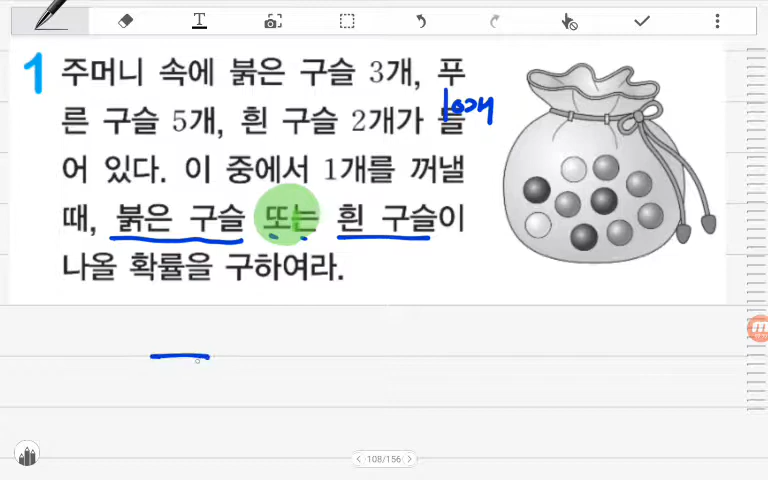 T
1 주머니 속에 붉은 구슬 3개, 푸
른 구슬 5개, 흰 구슬 2개가 들
어 있다. 이 중에서 1개를 꺼낼
때, 붉은 구슬 또는 흰 구슬이
나올 확률을 구하여라.
108/156